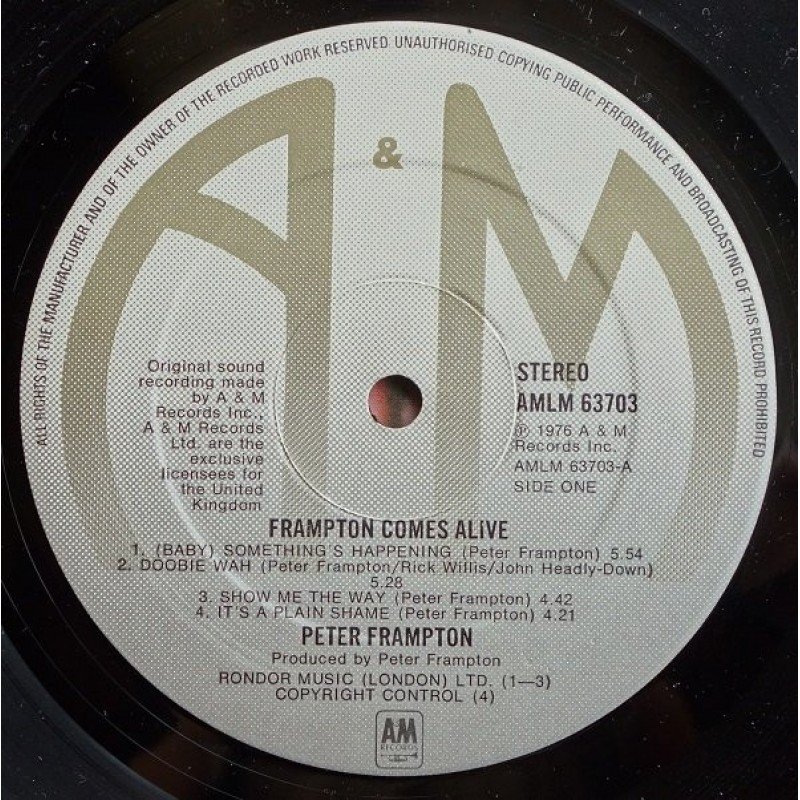 ALL RIGHTS OF THE MANUFACTURER AND OF THE OWNER OF THE RECORDED WORK RESERVED UNAUTHORISED COPYING PUBLIC PERFORMANCE AND BROADCASTING OF THIS RECORD PROHIBITED
A & M
Original sound
recording made
by A & M
Records Inc.,
A & M Records
Ltd. are the
exclusive
licensees for
the United
Kingdom
STEREO
AMLM 63703
℗ 1976 A & M
Records Inc.
AMLM 63703-A
SIDE ONE
FRAMPTON COMES ALIVE
1. (BABY) SOMETHING'S HAPPENING (Peter Frampton) 5.54
2. DOOBIE WAH (Peter Frampton/Rick Willis/John Headly-Down)
5.28
3. SHOW ME THE WAY (Peter Frampton) 4.42
4. IT'S A PLAIN SHAME (Peter Frampton) 4.21
PETER FRAMPTON
Produced by Peter Frampton
RONDOR MUSIC (LONDON) LTD. (1—3)
COPYRIGHT CONTROL (4)
AM
RECORDS